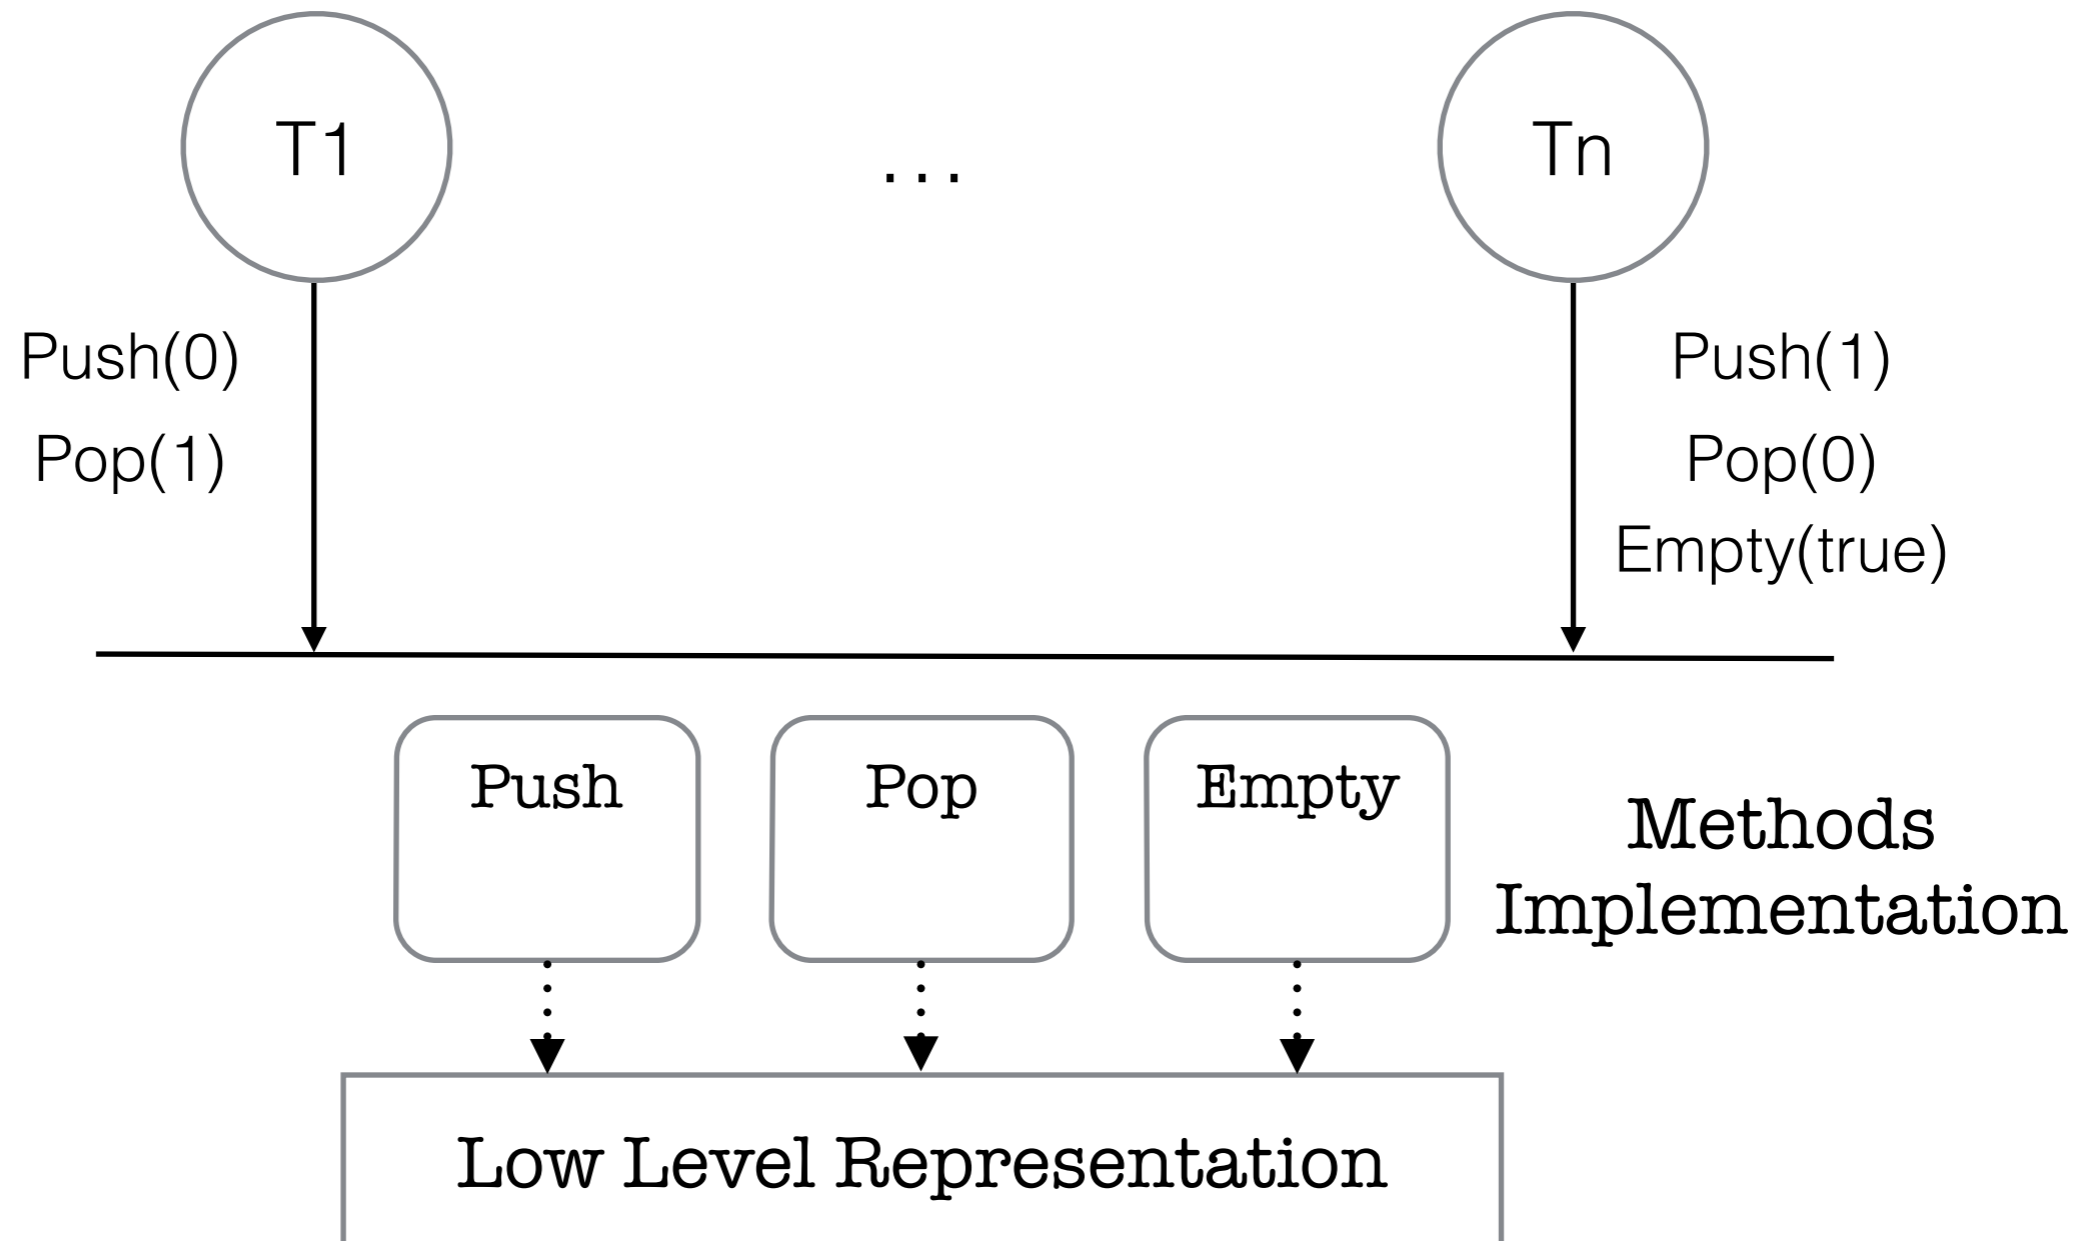 T1
. . .
Tn
Push(0)
Pop(1)
Push(1)
Pop(0)
Empty(true)
Push
Pop
Empty
Methods
Implementation
Low Level Representation